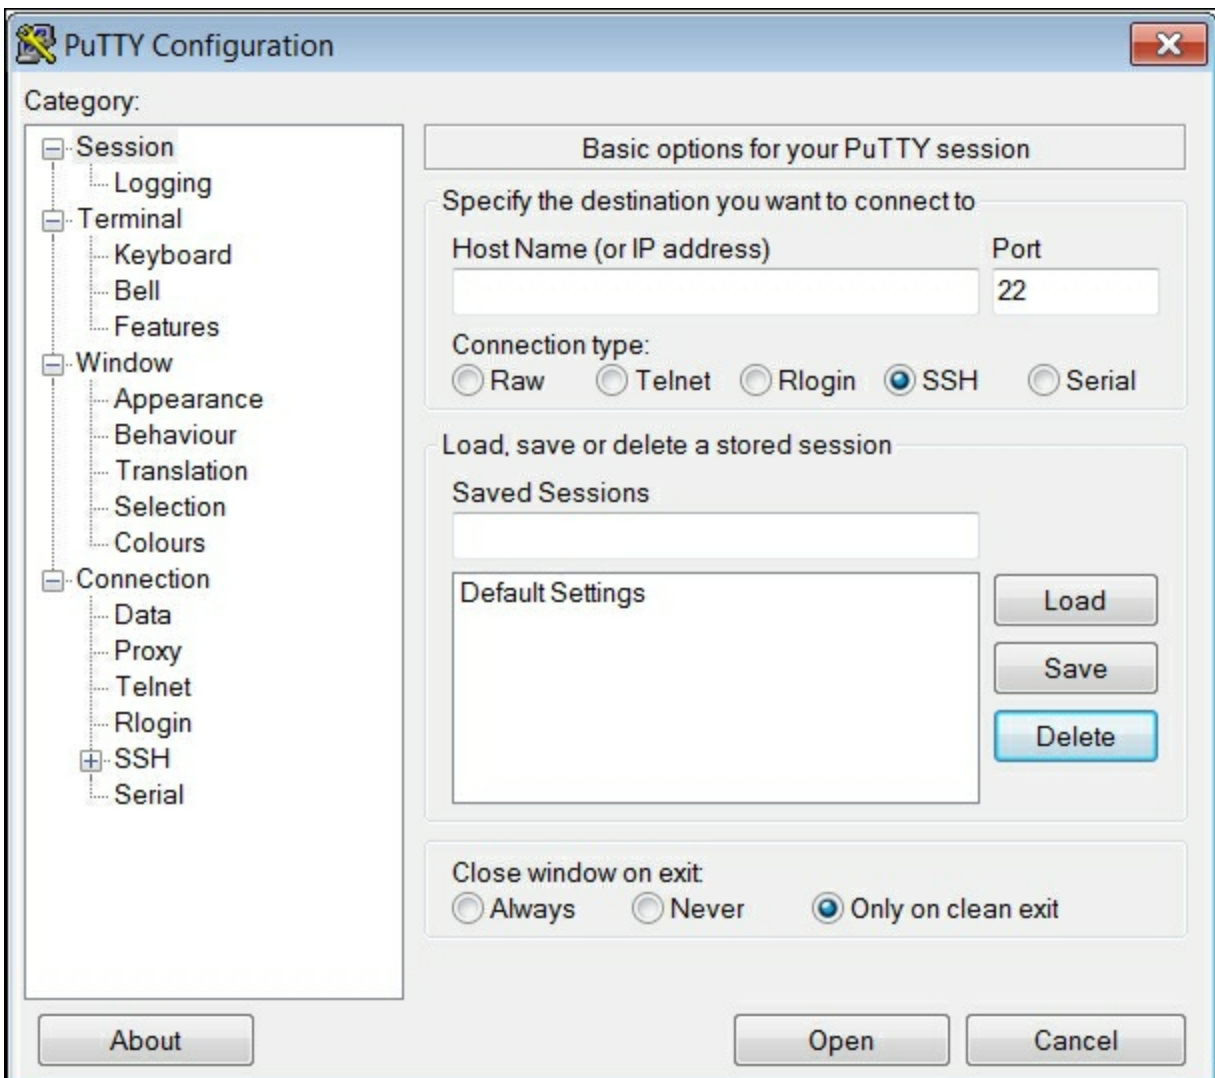 PuTTY Configuration
Category:
Session
Logging
Terminal
Keyboard
Bell
Features
Window
Appearance
Behaviour
Translation
Selection
Colours
Connection
Data
Proxy
Telnet
Rlogin
SSH
Serial
Basic options for your PuTTY session
Specify the destination you want to connect to
Host Name (or IP address) Port
22
Connection type:
Raw Telnet Rlogin SSH Serial
Load, save or delete a stored session
Saved Sessions
Default Settings
Load
Save
Delete
Close window on exit:
Always Never Only on clean exit
About Open Cancel